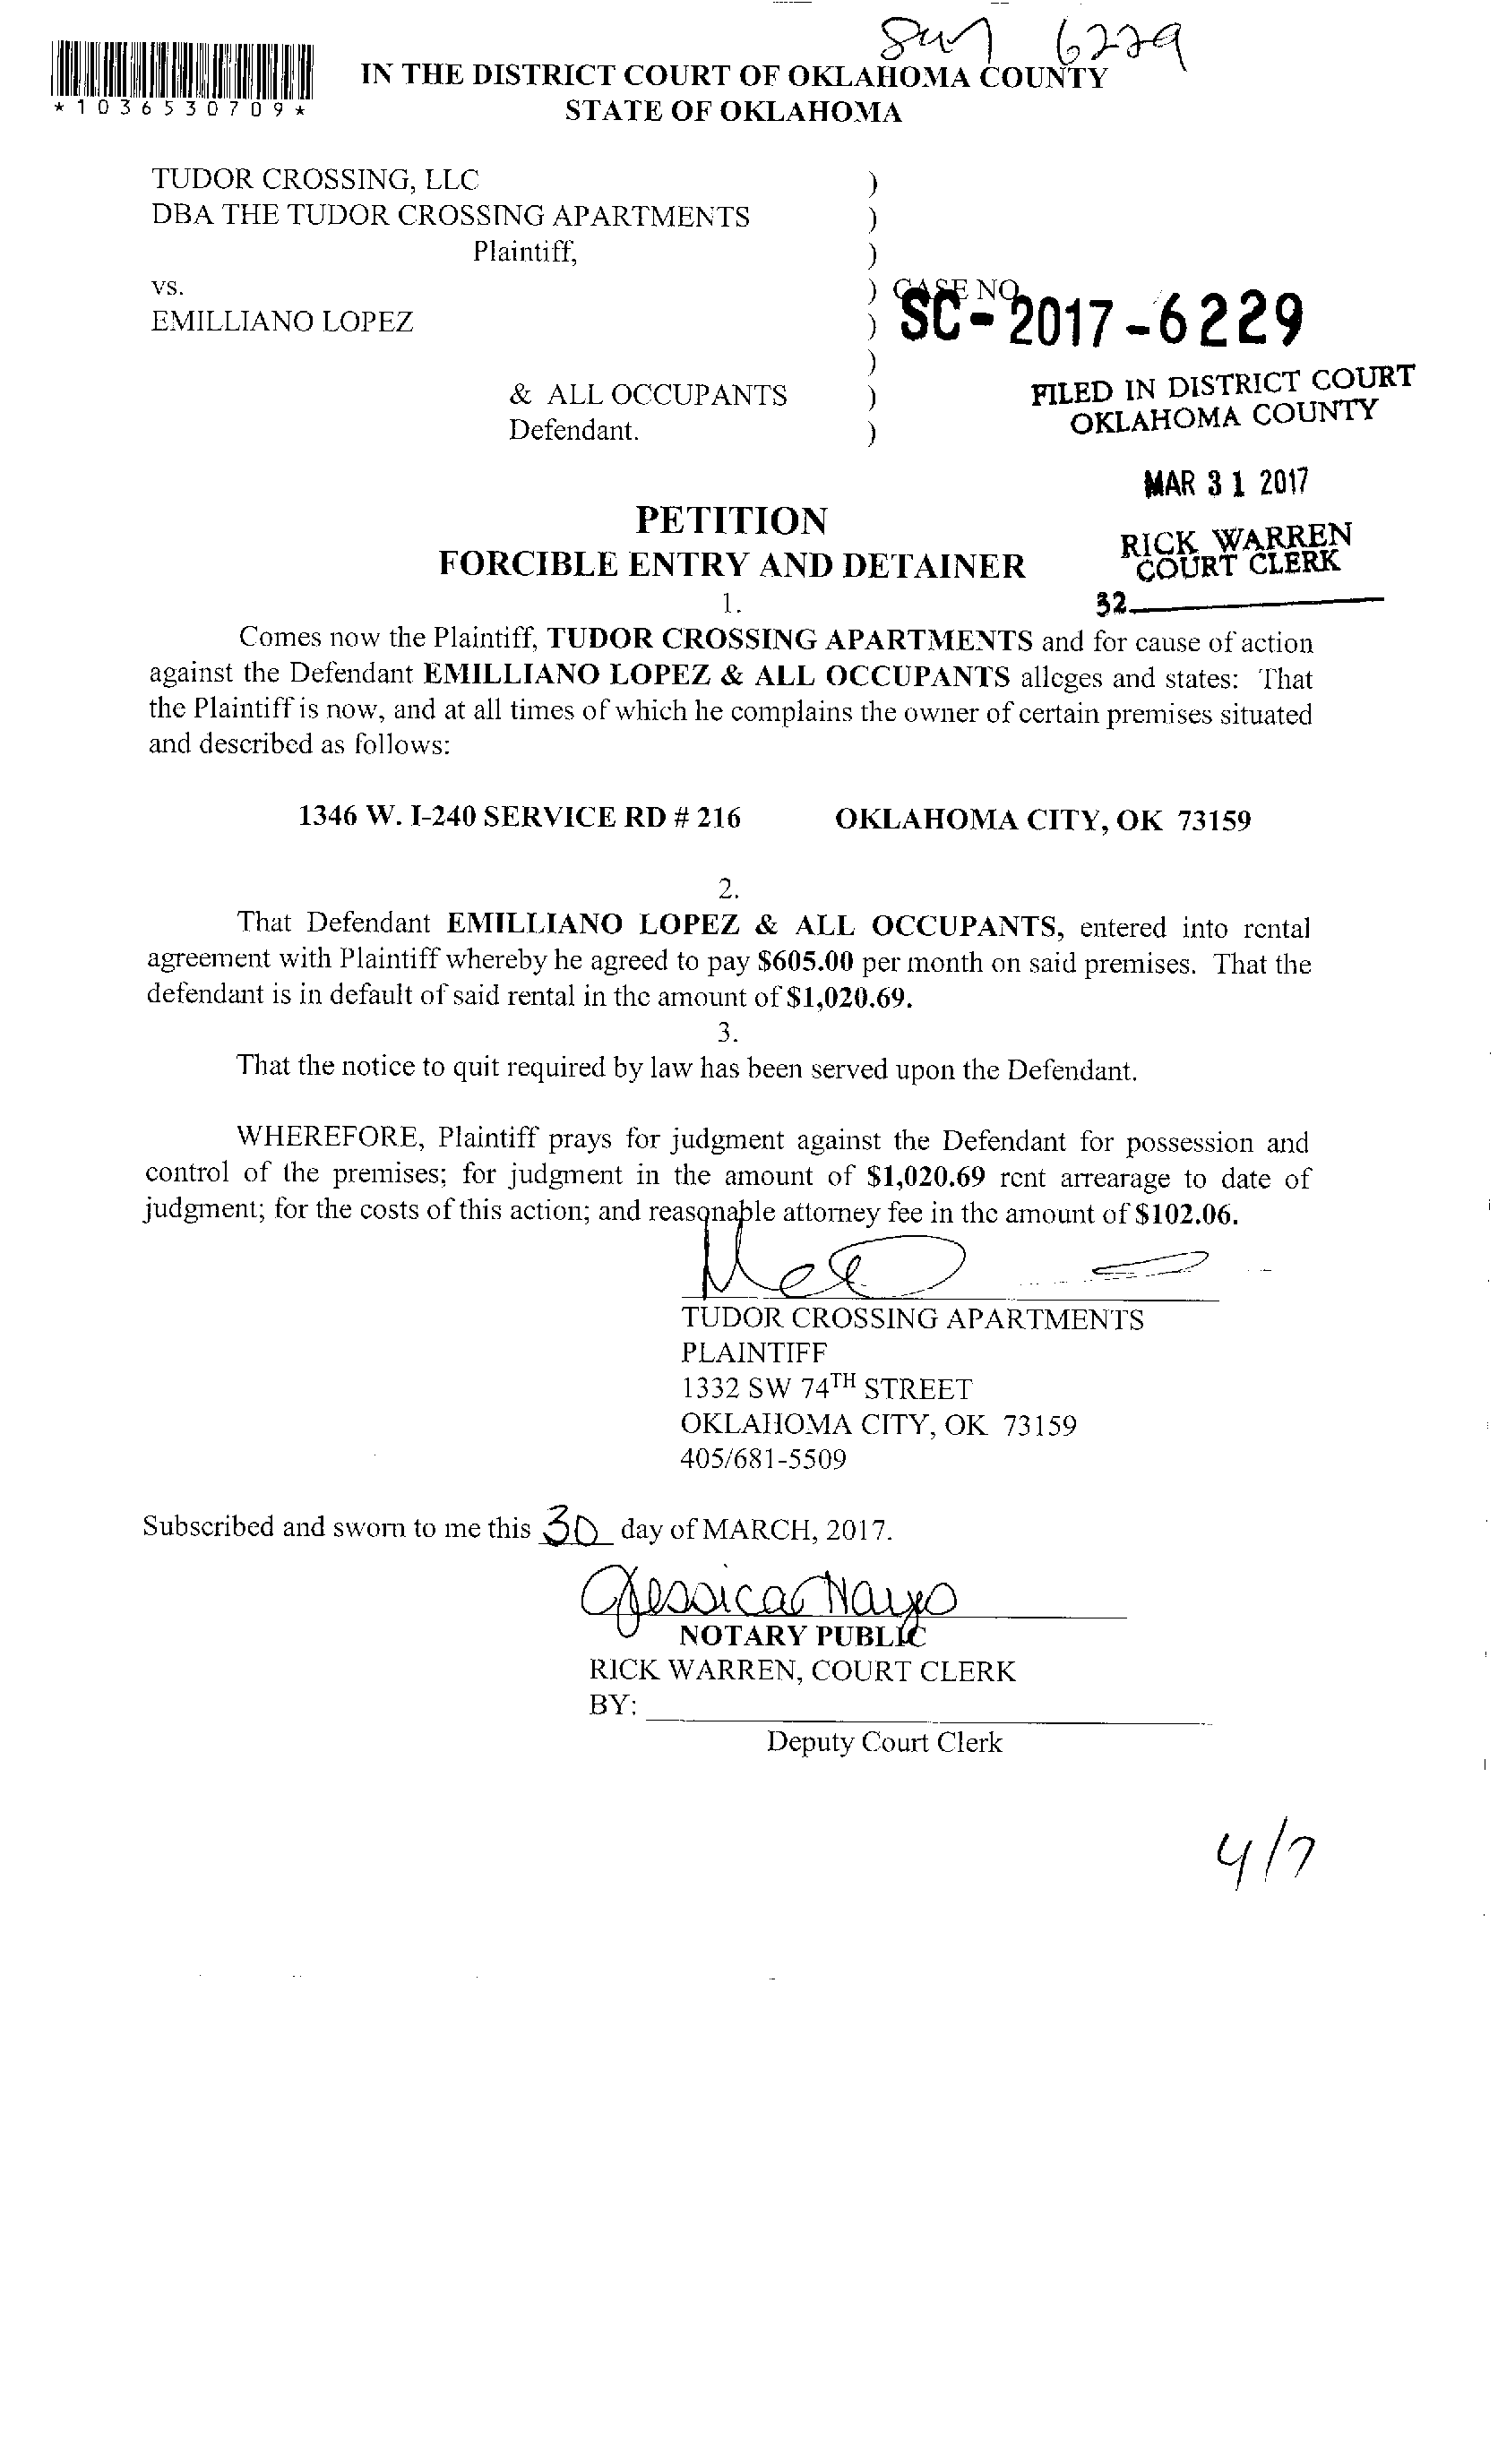 6229
IN THE DISTRICT COURT OF OKLAHOMA COUNTY
*1036530709*
STATE OF OKLAHOMA
TUDOR CROSSING, LLC )
DBA THE TUDOR CROSSING APARTMENTS )
Plaintiff, )
vs. ) CASE NO.
SC-2017-6229
EMILLIANO LOPEZ )
)
& ALL OCCUPANTS )
Defendant. )
FILED IN DISTRICT COURT
OKLAHOMA COUNTY
MAR 31 2017
RICK WARREN
COURT CLERK
32
PETITION
FORCIBLE ENTRY AND DETAINER
1.
Comes now the Plaintiff, TUDOR CROSSING APARTMENTS and for cause of action
against the Defendant EMILLIANO LOPEZ & ALL OCCUPANTS alleges and states: That
the Plaintiff is now, and at all times of which he complains the owner of certain premises situated
and described as follows:
1346 W. I-240 SERVICE RD # 216 OKLAHOMA CITY, OK 73159
2.
That Defendant EMILLIANO LOPEZ & ALL OCCUPANTS, entered into rental
agreement with Plaintiff whereby he agreed to pay $605.00 per month on said premises. That the
defendant is in default of said rental in the amount of $1,020.69.
3.
That the notice to quit required by law has been served upon the Defendant.
WHEREFORE, Plaintiff prays for judgment against the Defendant for possession and
control of the premises; for judgment in the amount of $1,020.69 rent arrearage to date of
judgment; for the costs of this action; and reasonable attorney fee in the amount of $102.06.
TUDOR CROSSING APARTMENTS
PLAINTIFF
1332 SW 74TH STREET
OKLAHOMA CITY, OK 73159
405/681-5509
Subscribed and sworn to me this 30 day of MARCH, 2017.
Jessica Mayo
NOTARY PUBLIC
RICK WARREN, COURT CLERK
BY:
Deputy Court Clerk
4/7